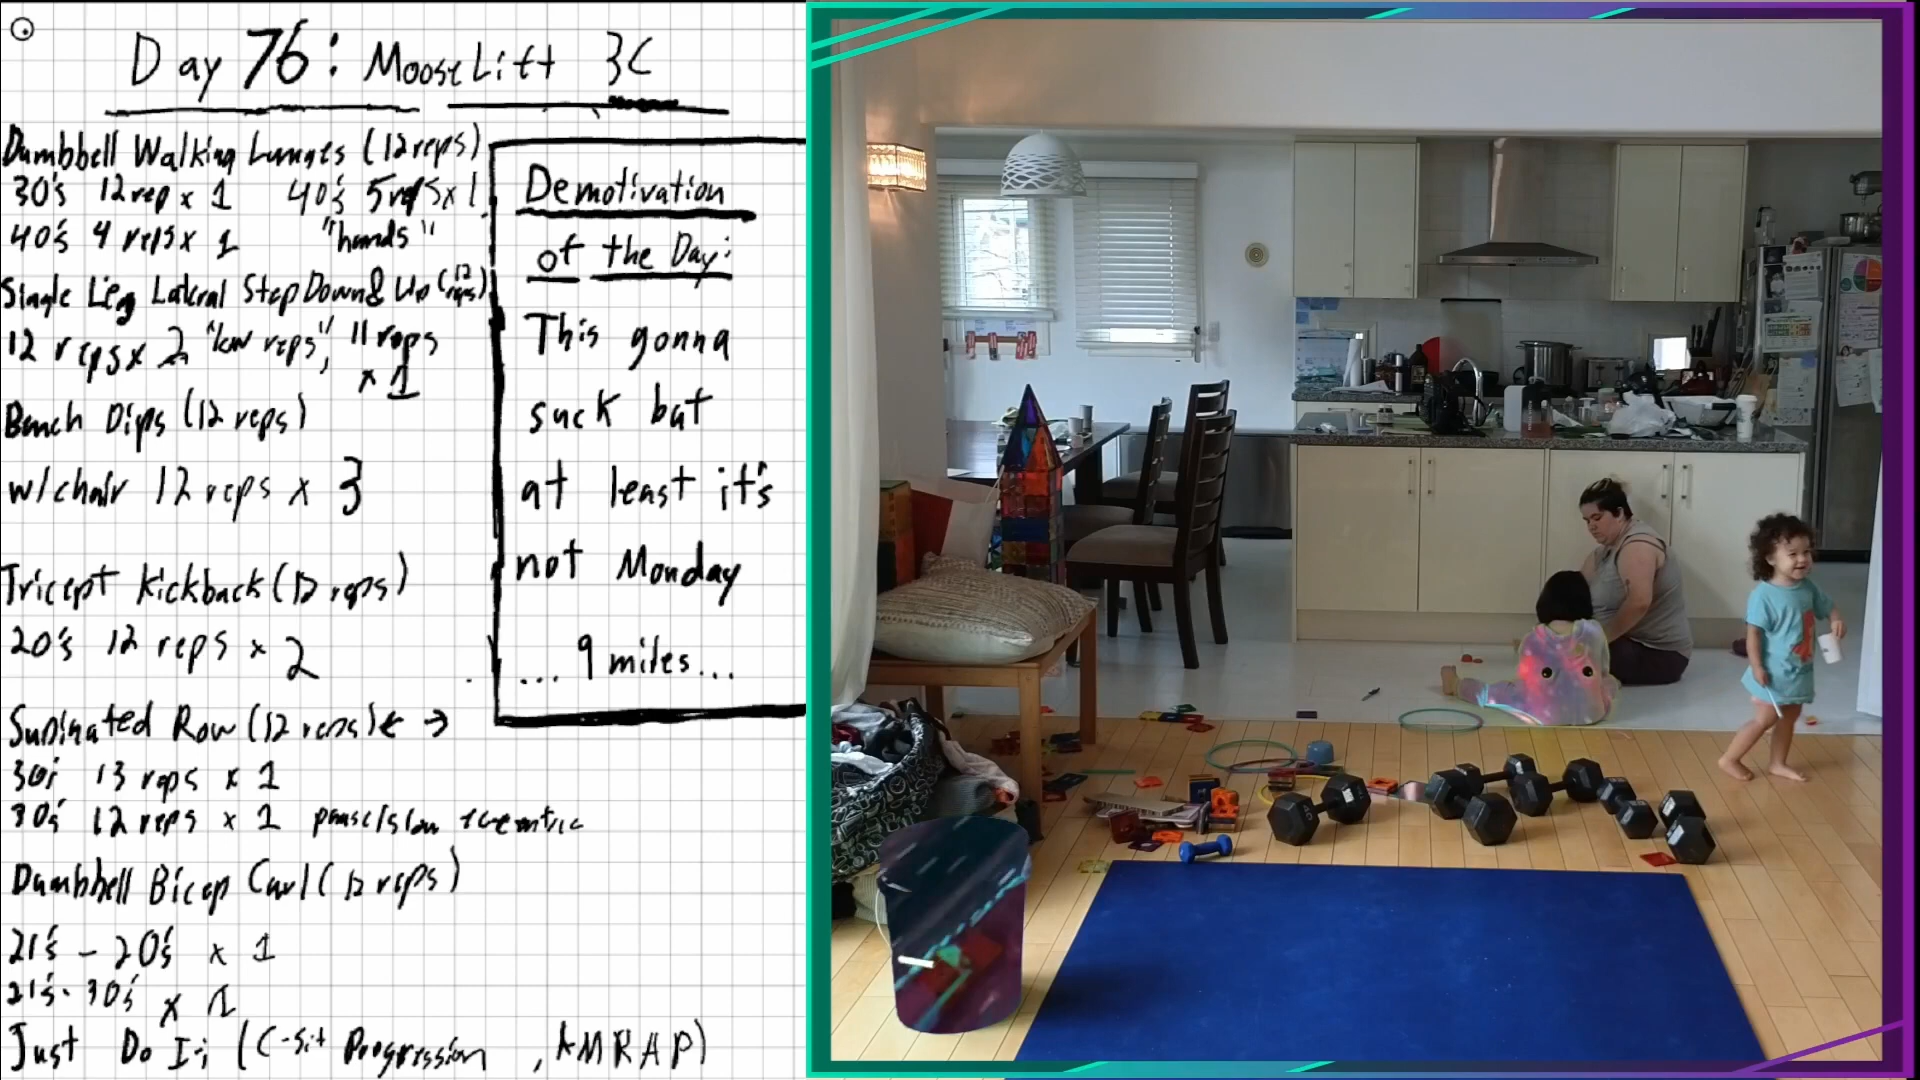 Day 76: Moose Lift 3C
Dumbbell Walking Lunges (12 reps)
30's 12 rep x 1 40's 5 reps x 1
40's 4 reps x 1 "hands"
Single Leg Lateral Step Down & Up (12 reps)
12 reps x 2 "low reps", 11 reps
x 1
Bench Dips (12 reps)
w/chair 12 reps x 3
Tricept Kickback (12 reps)
20's 12 reps x 2
Supinated Row (12 reps) ← →
30's 13 reps x 1
30's 12 reps x 1 pause/slow
Dumbbell Bicep Curl (12 reps)
21's - 20's x 1
21's - 30's x 1
Just Do It (C-sit Progression, AMRAP)
Demotivation
of the Day:
This gonna
suck but
at least it's
not Monday
... 9 miles...